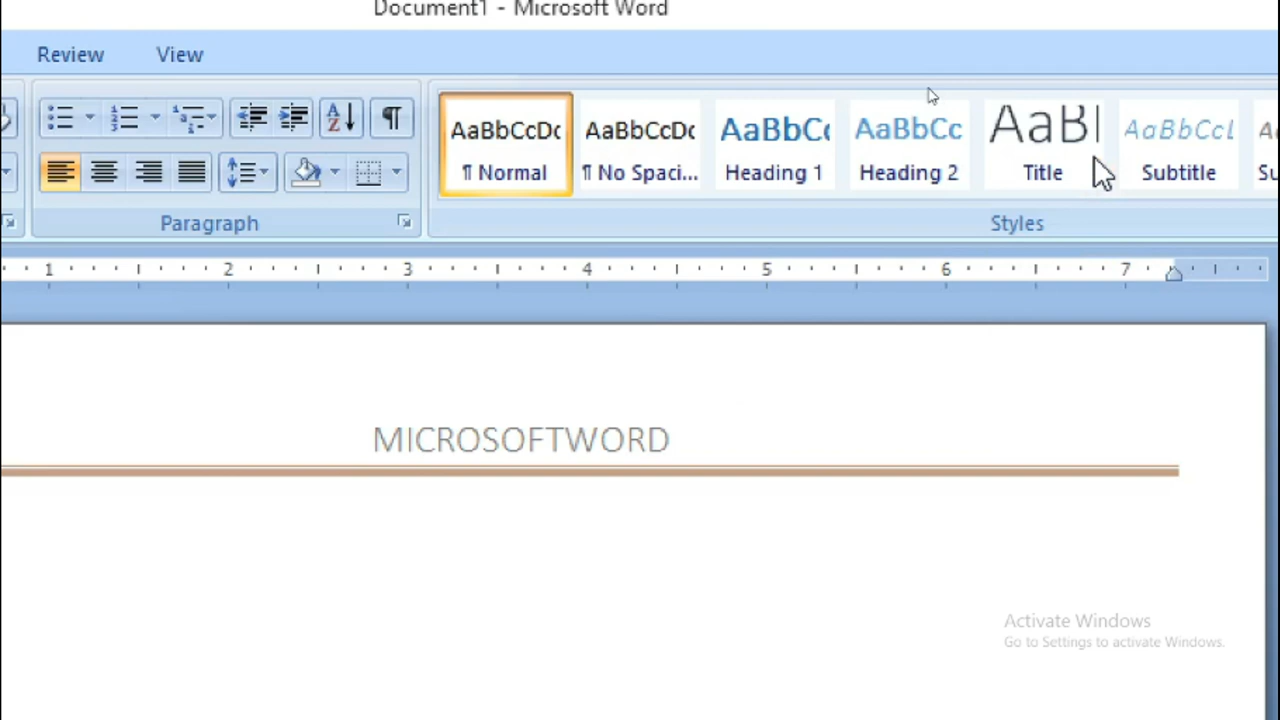 Document1 - Microsoft Word
Review View
AaBbCcDc AaBbCcDc AaBbCc AaBbCc AaB AaBbCcL
¶ Normal ¶ No Spaci... Heading 1 Heading 2 Title Subtitle
Paragraph Styles
1 2 3 4 5 6 7
MICROSOFTWORD
Activate Windows
Go to Settings to activate Windows.